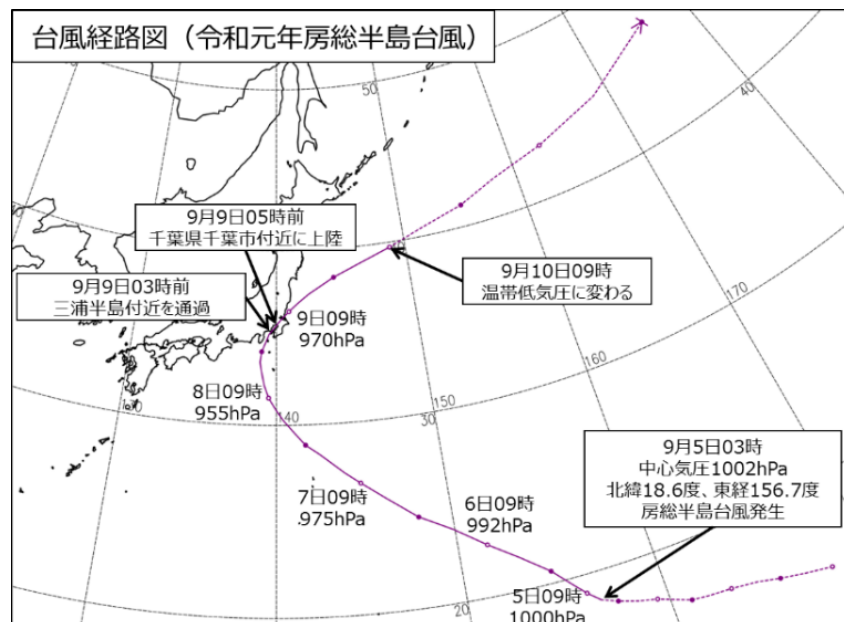 台風経路図（令和元年房総半島台風）
50
40
9月9日05時前
千葉県千葉市付近に上陸
9月9日03時前
三浦半島付近を通過
9月10日09時
温帯低気圧に変わる
170
9日09時
970hPa
160
8日09時
955hPa
130
140
30
150
9月5日03時
中心気圧1002hPa
北緯18.6度、東経156.7度
房総半島台風発生
7日09時
975hPa
6日09時
992hPa
20
5日09時
1000hPa